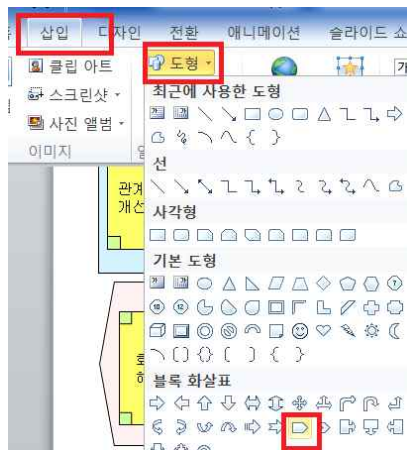 삽입 디자인 전환 애니메이션 슬라이드 쇼
클립 아트
스크린샷
사진 앨범
이미지
도형
최근에 사용한 도형
선
사각형
기본 도형
블록 화살표
관계
개선